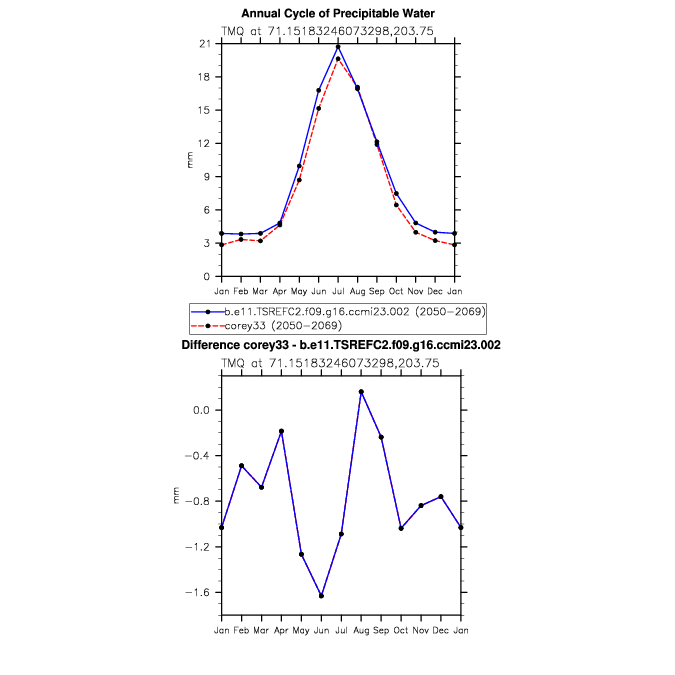 Annual Cycle of Precipitable Water
TMQ at 71.15183246073298,203.75
21
18
15
12
9
6
3
0
mm
Jan Feb Mar Apr May Jun Jul Aug Sep Oct Nov Dec Jan
b.e11.TSREFC2.f09.g16.ccmi23.002 (2050-2069)
corey33 (2050-2069)
Difference corey33 - b.e11.TSREFC2.f09.g16.ccmi23.002
TMQ at 71.15183246073298,203.75
0.0
-0.4
-0.8
-1.2
-1.6
mm
Jan Feb Mar Apr May Jun Jul Aug Sep Oct Nov Dec Jan